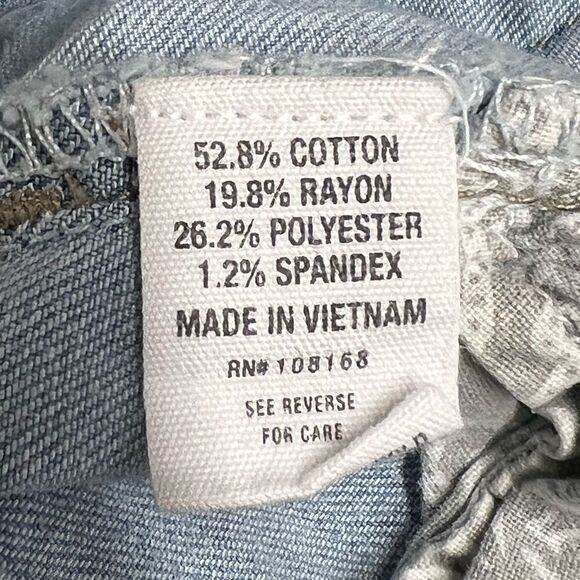 52.8% COTTON
19.8% RAYON
26.2% POLYESTER
1.2% SPANDEX
MADE IN VIETNAM
RN# 108168
SEE REVERSE
FOR CARE